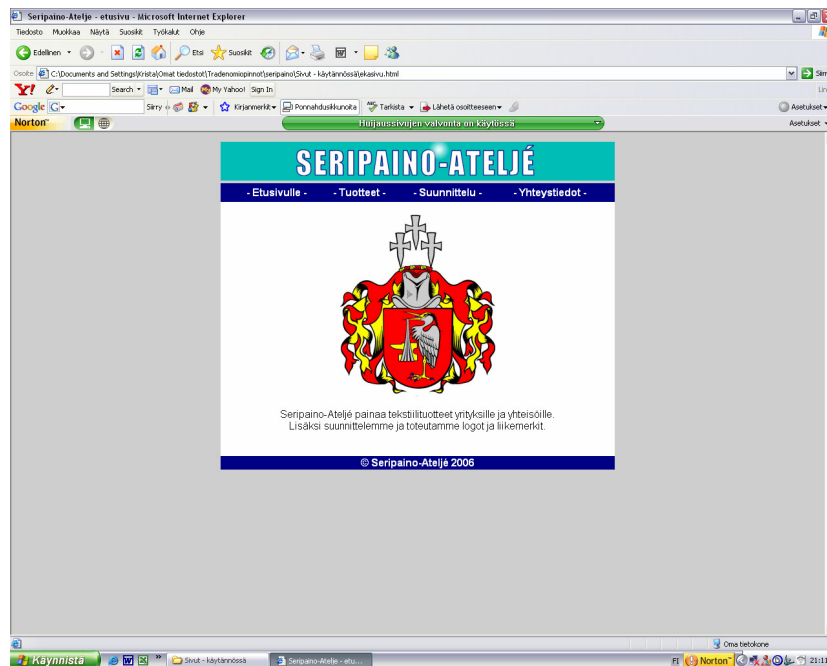 Seripaino-Atelje - etusivu - Microsoft Internet Explorer
Tiedosto Muokkaa Näytä Suosikit Työkalut Ohje
Edellinen Etsi Suosikit
Osoite C:\Documents and Settings\Krista\Omat tiedostot\Tradenomiopinnot\seripaino\Sivut - käytännössä\ekasivu.html Siirr
Y! Search Mail My Yahoo! Sign In
Google G Siirry Kirjanmerkit Ponnahdusikkunoita Tarkista Lähetä osoitteeseen Asetukset
Norton Huijaussivujen valvonta on käytössä Asetukset
SERIPAINO-ATELJÉ
- Etusivulle - - Tuotteet - - Suunnittelu - - Yhteystiedot -
Seripaino-Ateljé painaa tekstiilituotteet yrityksille ja yhteisöille.
Lisäksi suunnittelemme ja toteutamme logot ja liikemerkit.
© Seripaino-Ateljé 2006
Oma tietokone
Käynnistä Sivut - käytännössä Seripaino-Atelje - etu... FI Norton 21:11